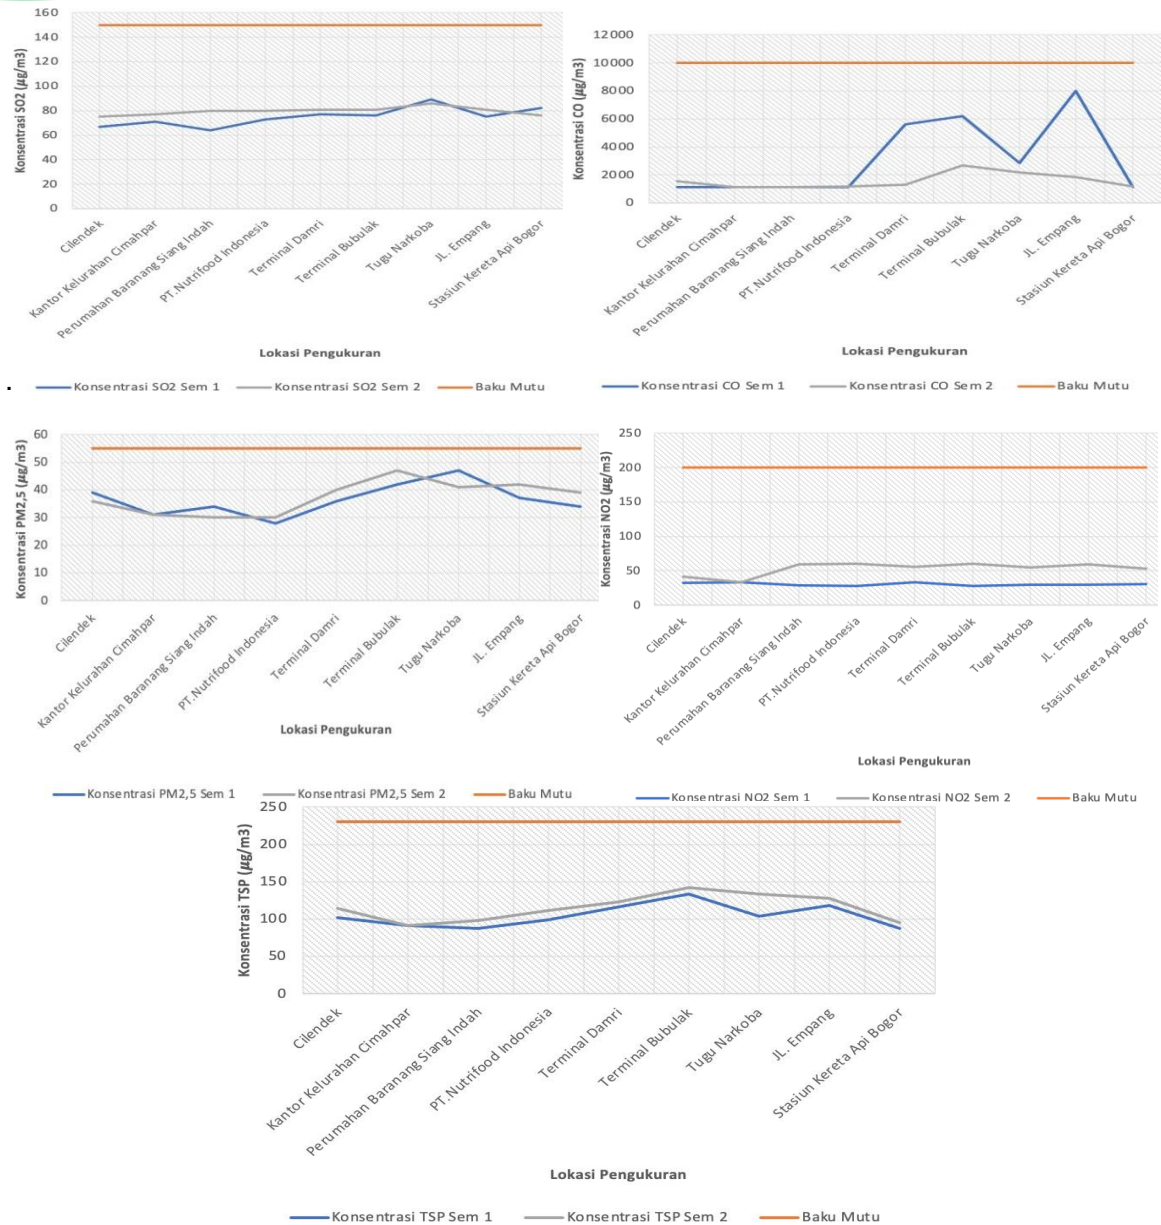 160
140
120
100
80
60
40
20
0
Konsentrasi SO2 (µg/m3)
Cilendek
Kantor Kelurahan Cimahpar
Perumahan Baranang Siang Indah
PT.Nutrifood Indonesia
Terminal Damri
Terminal Bubulak
Tugu Narkoba
JL. Empang
Stasiun Kereta Api Bogor
Lokasi Pengukuran
Konsentrasi SO2 Sem 1 Konsentrasi SO2 Sem 2 Baku Mutu
12000
10000
8000
6000
4000
2000
0
Konsentrasi CO (µg/m3)
Cilendek
Kantor Kelurahan Cimahpar
Perumahan Baranang Siang Indah
PT.Nutrifood Indonesia
Terminal Damri
Terminal Bubulak
Tugu Narkoba
JL. Empang
Stasiun Kereta Api Bogor
Lokasi Pengukuran
Konsentrasi CO Sem 1 Konsentrasi CO Sem 2 Baku Mutu
.
60
50
40
30
20
10
0
Konsentrasi PM2,5 (µg/m3)
Cilendek
Kantor Kelurahan Cimahpar
Perumahan Baranang Siang Indah
PT.Nutrifood Indonesia
Terminal Damri
Terminal Bubulak
Tugu Narkoba
JL. Empang
Stasiun Kereta Api Bogor
Lokasi Pengukuran
Konsentrasi PM2,5 Sem 1 Konsentrasi PM2,5 Sem 2 Baku Mutu
250
200
150
100
50
0
Konsentrasi NO2 (µg/m3)
Cilendek
Kantor Kelurahan Cimahpar
Perumahan Baranang Siang Indah
PT.Nutrifood Indonesia
Terminal Damri
Terminal Bubulak
Tugu Narkoba
JL. Empang
Stasiun Kereta Api Bogor
Lokasi Pengukuran
Konsentrasi NO2 Sem 1 Konsentrasi NO2 Sem 2 Baku Mutu
250
200
150
100
50
0
Konsentrasi TSP (µg/m3)
Cilendek
Kantor Kelurahan Cimahpar
Perumahan Baranang Siang Indah
PT.Nutrifood Indonesia
Terminal Damri
Terminal Bubulak
Tugu Narkoba
JL. Empang
Stasiun Kereta Api Bogor
Lokasi Pengukuran
Konsentrasi TSP Sem 1 Konsentrasi TSP Sem 2 Baku Mutu